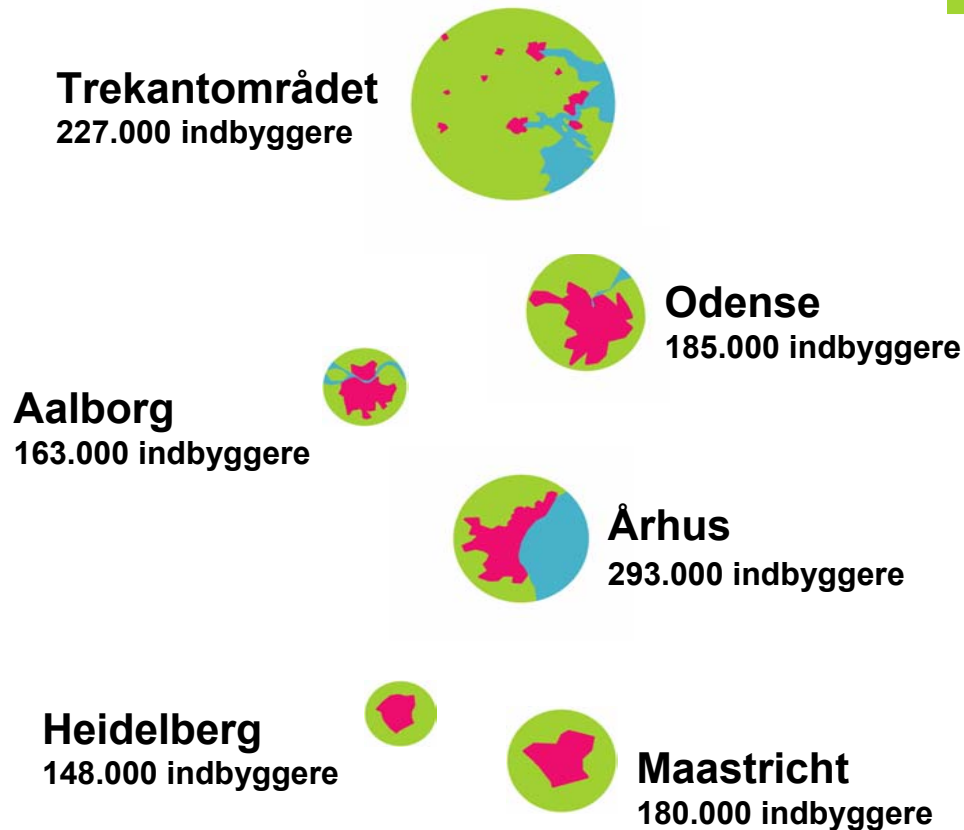 Trekantområdet
227.000 indbyggere
Odense
185.000 indbyggere
Aalborg
163.000 indbyggere
Århus
293.000 indbyggere
Heidelberg
148.000 indbyggere
Maastricht
180.000 indbyggere